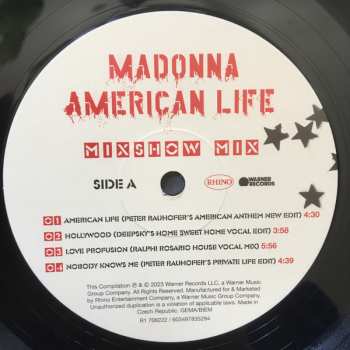 MADONNA
AMERICAN LIFE
MIXSHOW MIX
SIDE A
RHINO
WARNER RECORDS
01 AMERICAN LIFE (PETER RAUHOFER'S AMERICAN ANTHEM NEW EDIT) 4:30
02 HOLLYWOOD (DEEPSKY'S HOME SWEET HOME VOCAL EDIT) 3:58
03 LOVE PROFUSION (RALPHI ROSARIO HOUSE VOCAL MIX) 5:56
04 NOBODY KNOWS ME (PETER RAUHOFER'S PRIVATE LIFE EDIT) 4:39
This Compilation ℗ & © 2023 Warner Records LLC, a Warner Music
Group Company. All Rights Reserved. Manufactured for & Marketed
by Rhino Entertainment Company, a Warner Music Group Company.
Unauthorized duplication is a violation of applicable laws. Made in
Czech Republic. GEMA/BIEM
R1 708222 / 603497835294